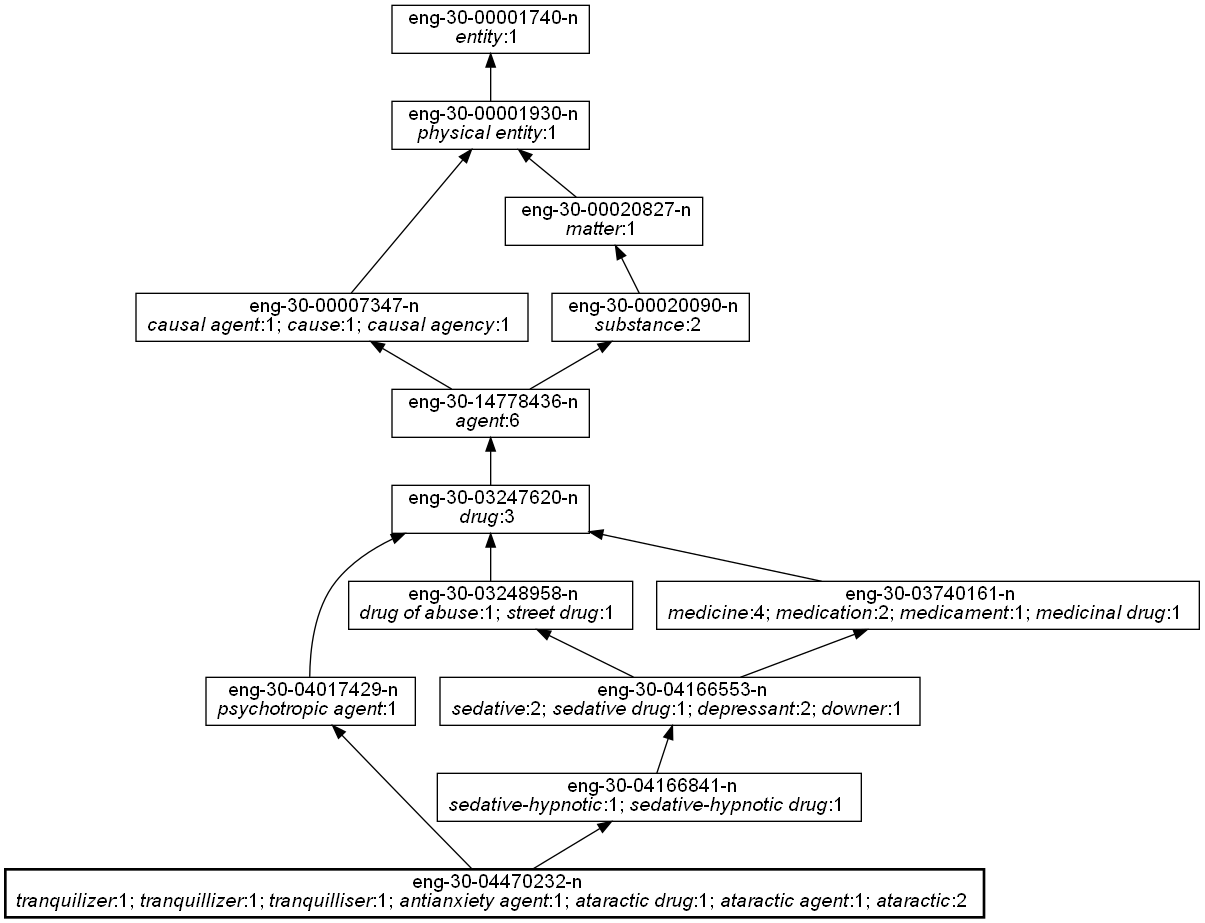 eng-30-00001740-n
entity:1
eng-30-00001930-n
physical entity:1
eng-30-00020827-n
matter:1
eng-30-00007347-n
causal agent:1; cause:1; causal agency:1
eng-30-00020090-n
substance:2
eng-30-14778436-n
agent:6
eng-30-03247620-n
drug:3
eng-30-03248958-n
drug of abuse:1; street drug:1
eng-30-03740161-n
medicine:4; medication:2; medicament:1; medicinal drug:1
eng-30-04017429-n
psychotropic agent:1
eng-30-04166553-n
sedative:2; sedative drug:1; depressant:2; downer:1
eng-30-04166841-n
sedative-hypnotic:1; sedative-hypnotic drug:1
eng-30-04470232-n
tranquilizer:1; tranquillizer:1; tranquilliser:1; antianxiety agent:1; ataractic drug:1; ataractic agent:1; ataractic:2